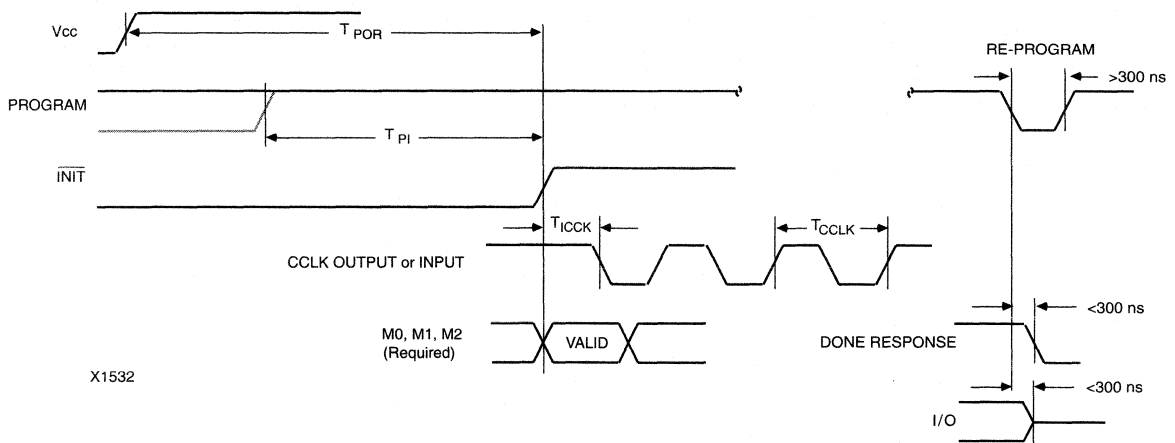 Vcc
T POR
RE-PROGRAM
>300 ns
PROGRAM
T PI
INIT
T ICCK
T CCLK
CCLK OUTPUT or INPUT
<300 ns
M0, M1, M2
(Required)
VALID
DONE RESPONSE
X1532
<300 ns
I/O